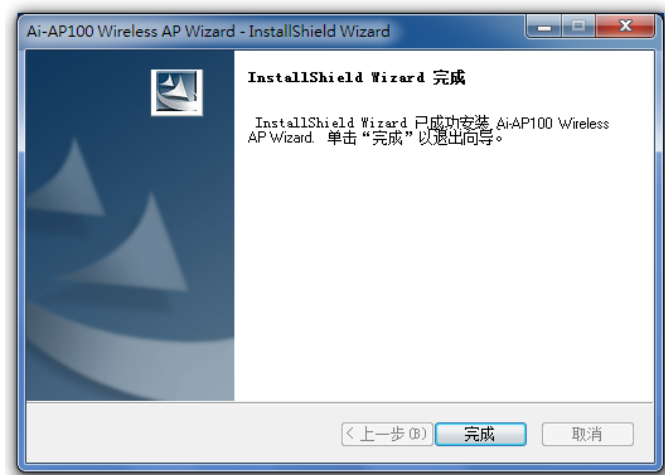 Ai-AP100 Wireless AP Wizard - InstallShield Wizard
InstallShield Wizard 完成
InstallShield Wizard 已成功安装 Ai-AP100 Wireless
AP Wizard. 单击“完成”以退出向导。
< 上一步(B)
完成
取消